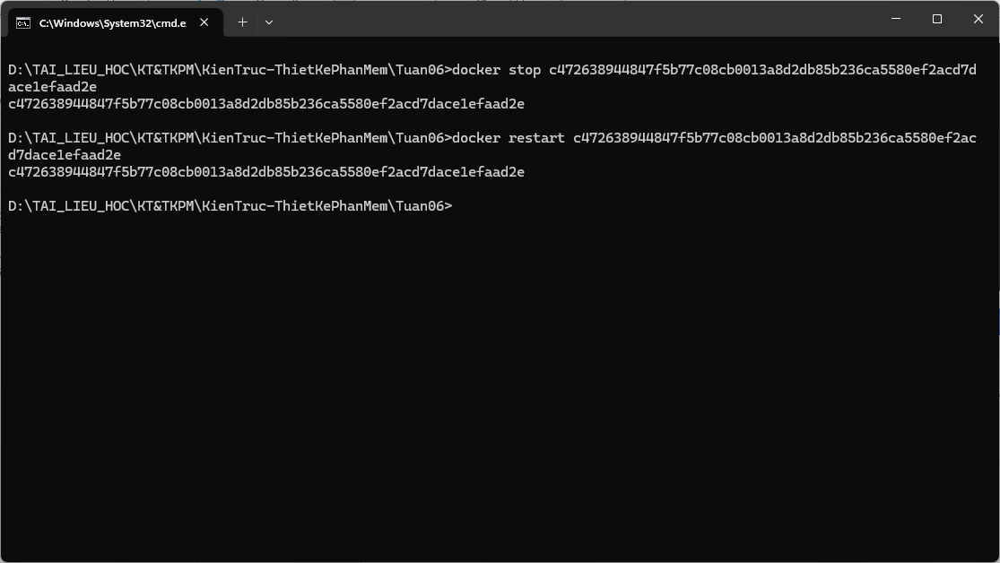 C:\Windows\System32\cmd.e
D:\TAI_LIEU_HOC\KT&TKPM\KienTruc-ThietKePhanMem\Tuan06>docker stop c472638944847f5b77c08cb0013a8d2db85b236ca5580ef2acd7d
ace1efaad2e
c472638944847f5b77c08cb0013a8d2db85b236ca5580ef2acd7dace1efaad2e
D:\TAI_LIEU_HOC\KT&TKPM\KienTruc-ThietKePhanMem\Tuan06>docker restart c472638944847f5b77c08cb0013a8d2db85b236ca5580ef2ac
d7dace1efaad2e
c472638944847f5b77c08cb0013a8d2db85b236ca5580ef2acd7dace1efaad2e
D:\TAI_LIEU_HOC\KT&TKPM\KienTruc-ThietKePhanMem\Tuan06>